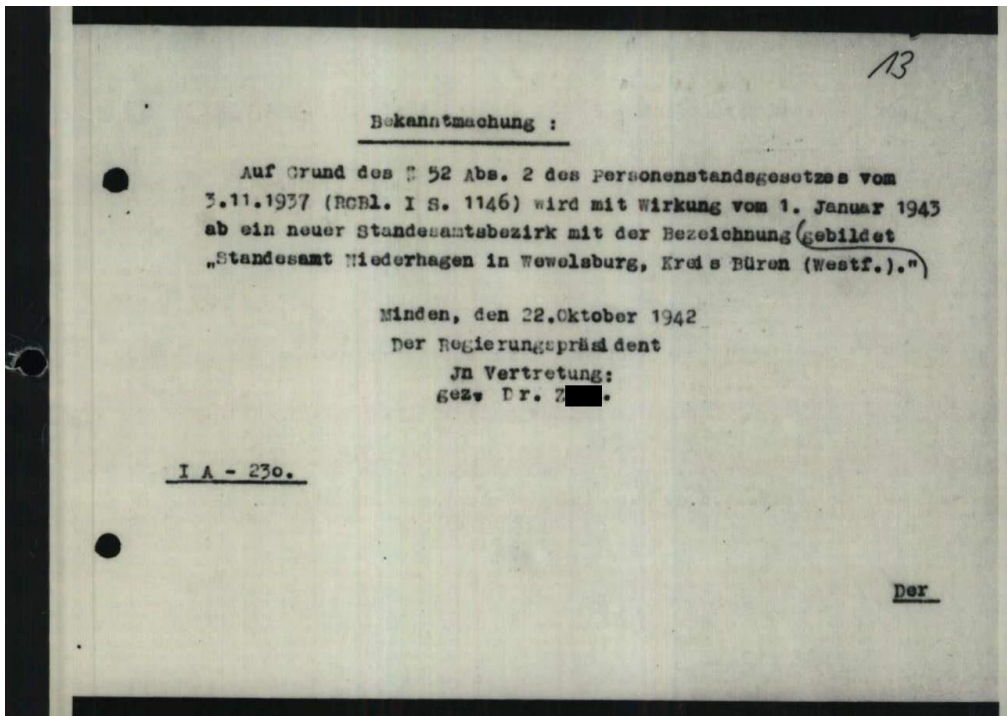 13
Bekanntmachung :
Auf Grund des § 52 Abs. 2 des Personenstandsgesetzes vom
3.11.1937 (RGBl. I S. 1146) wird mit Wirkung vom 1. Januar 1943
ab ein neuer Standesamtsbezirk mit der Bezeichnung (gebildet
„Standesamt Niederhagen in Wewelsburg, Kreis Büren (Westf.)."
Minden, den 22.Oktober 1942
Der Regierungspräsident
Jn Vertretung:
gez. Dr. Z
I A - 23o.
Der